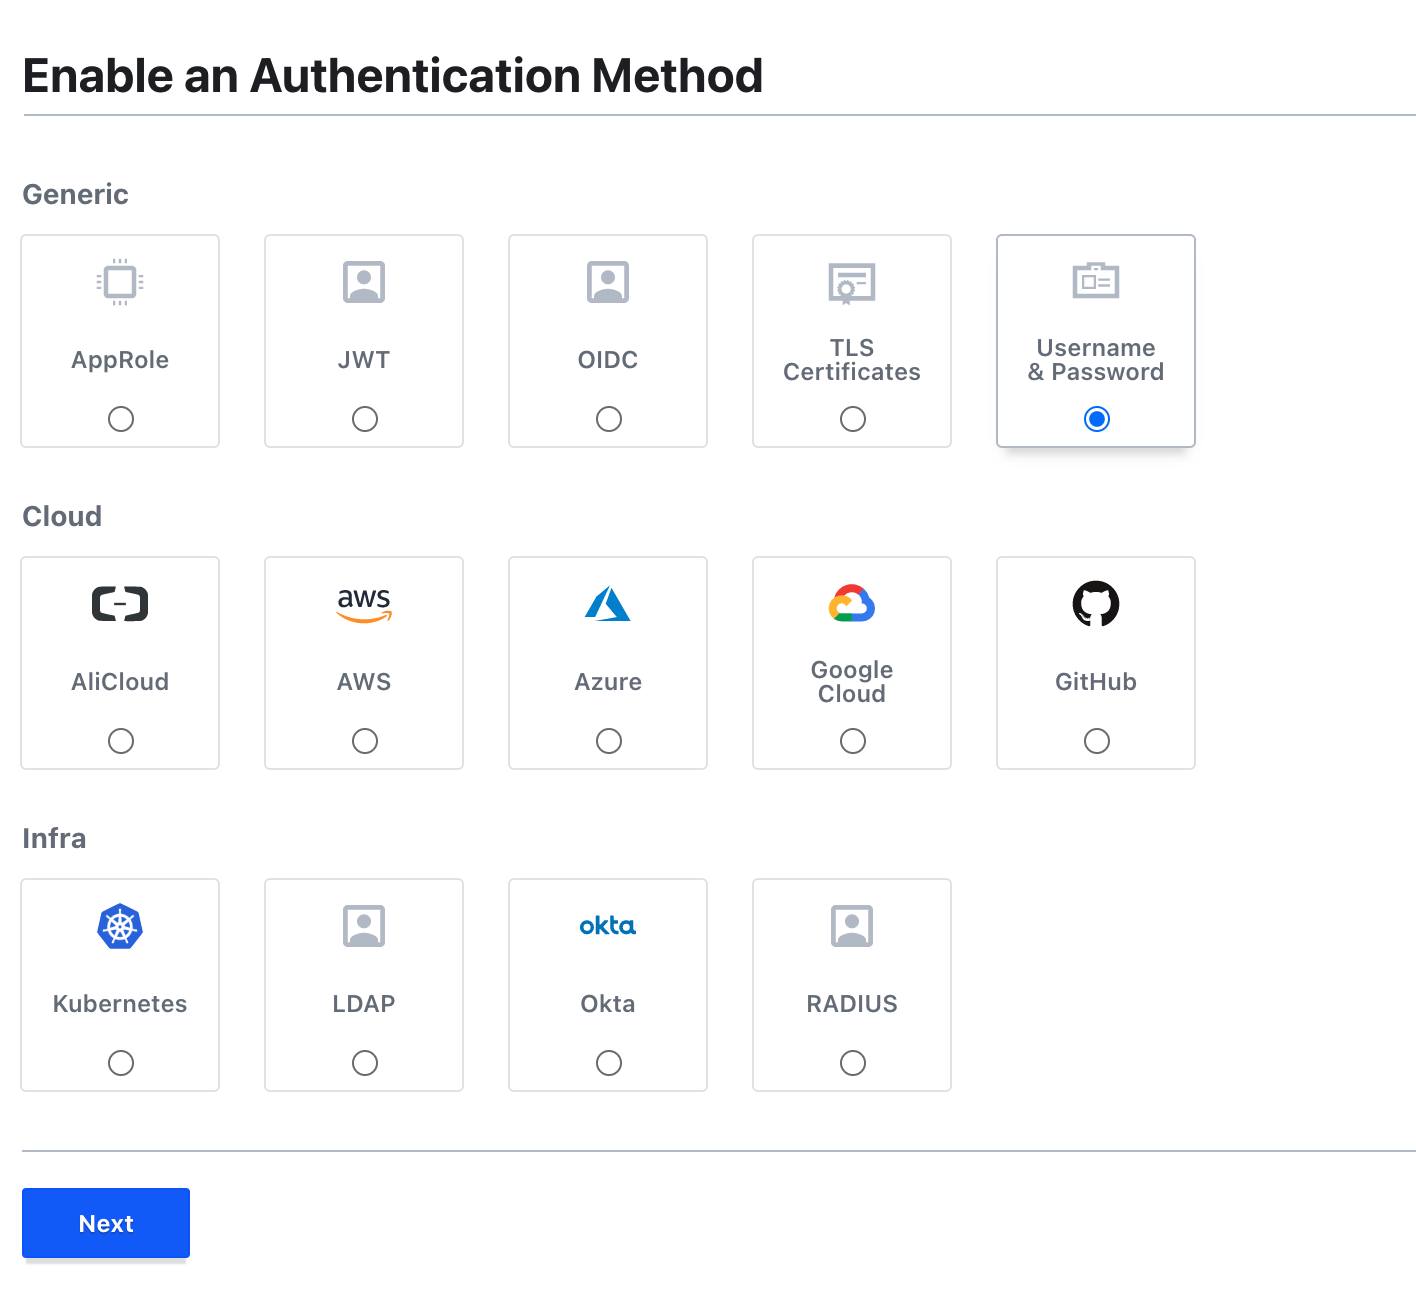 Enable an Authentication Method
Generic
AppRole
JWT
OIDC
TLS
Certificates
Username
& Password
Cloud
aws
AliCloud
AWS
Azure
Google
Cloud
GitHub
Infra
okta
Kubernetes
LDAP
Okta
RADIUS
Next